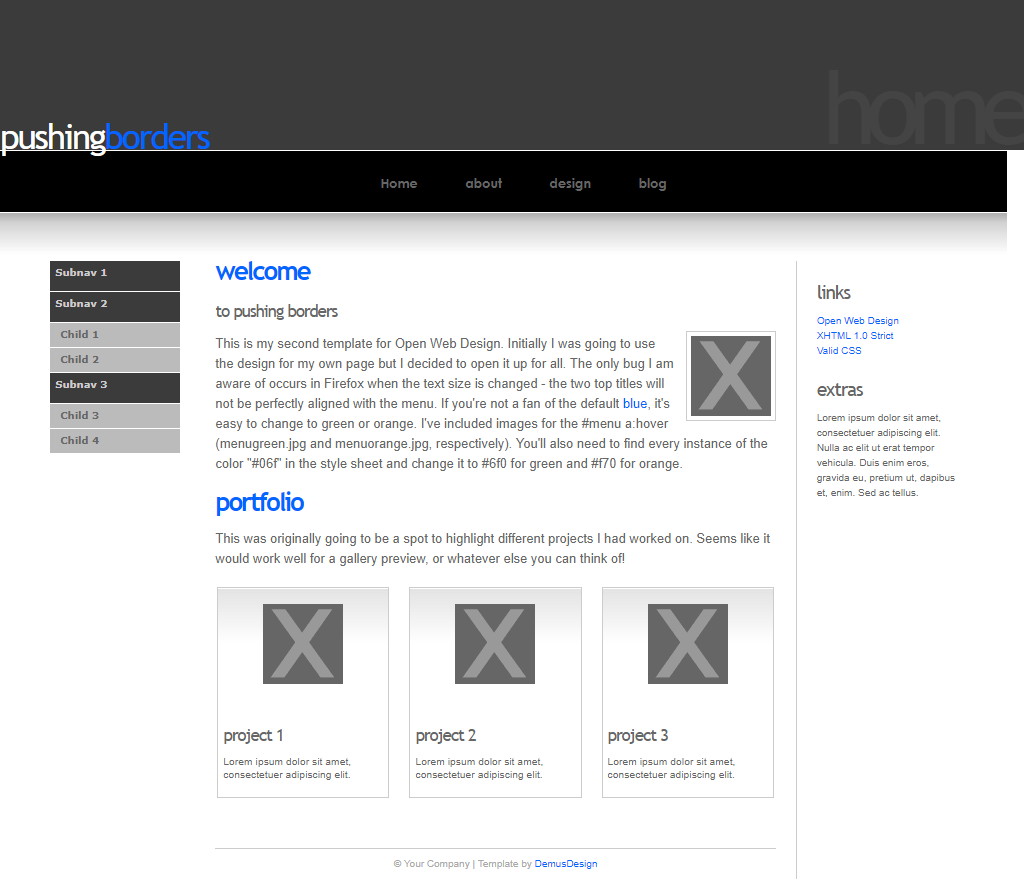 home
pushingborders
Home about design blog
Subnav 1
Subnav 2
Child 1
Child 2
Subnav 3
Child 3
Child 4
welcome
to pushing borders
This is my second template for Open Web Design. Initially I was going to use
the design for my own page but I decided to open it up for all. The only bug I am
aware of occurs in Firefox when the text size is changed - the two top titles will
not be perfectly aligned with the menu. If you're not a fan of the default blue, it's
easy to change to green or orange. I've included images for the #menu a:hover
(menugreen.jpg and menuorange.jpg, respectively). You'll also need to find every instance of the
color "#06f" in the style sheet and change it to #6f0 for green and #f70 for orange.
X
portfolio
This was originally going to be a spot to highlight different projects I had worked on. Seems like it
would work well for a gallery preview, or whatever else you can think of!
X
project 1
Lorem ipsum dolor sit amet,
consectetuer adipiscing elit.
X
project 2
Lorem ipsum dolor sit amet,
consectetuer adipiscing elit.
X
project 3
Lorem ipsum dolor sit amet,
consectetuer adipiscing elit.
links
Open Web Design
XHTML 1.0 Strict
Valid CSS
extras
Lorem ipsum dolor sit amet,
consectetuer adipiscing elit.
Nulla ac elit ut erat tempor
vehicula. Duis enim eros,
gravida eu, pretium ut, dapibus
et, enim. Sed ac tellus.
© Your Company | Template by DemusDesign